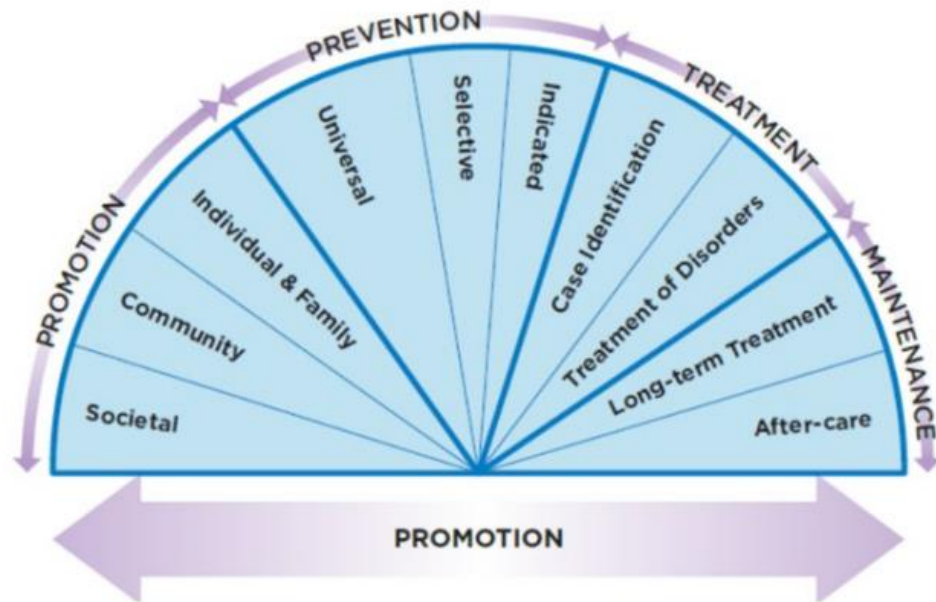 PROMOTION
PREVENTION
TREATMENT
MAINTENANCE
Societal
Community
Individual & Family
Universal
Selective
Indicated
Case Identification
Treatment of Disorders
Long-term Treatment
After-care
PROMOTION